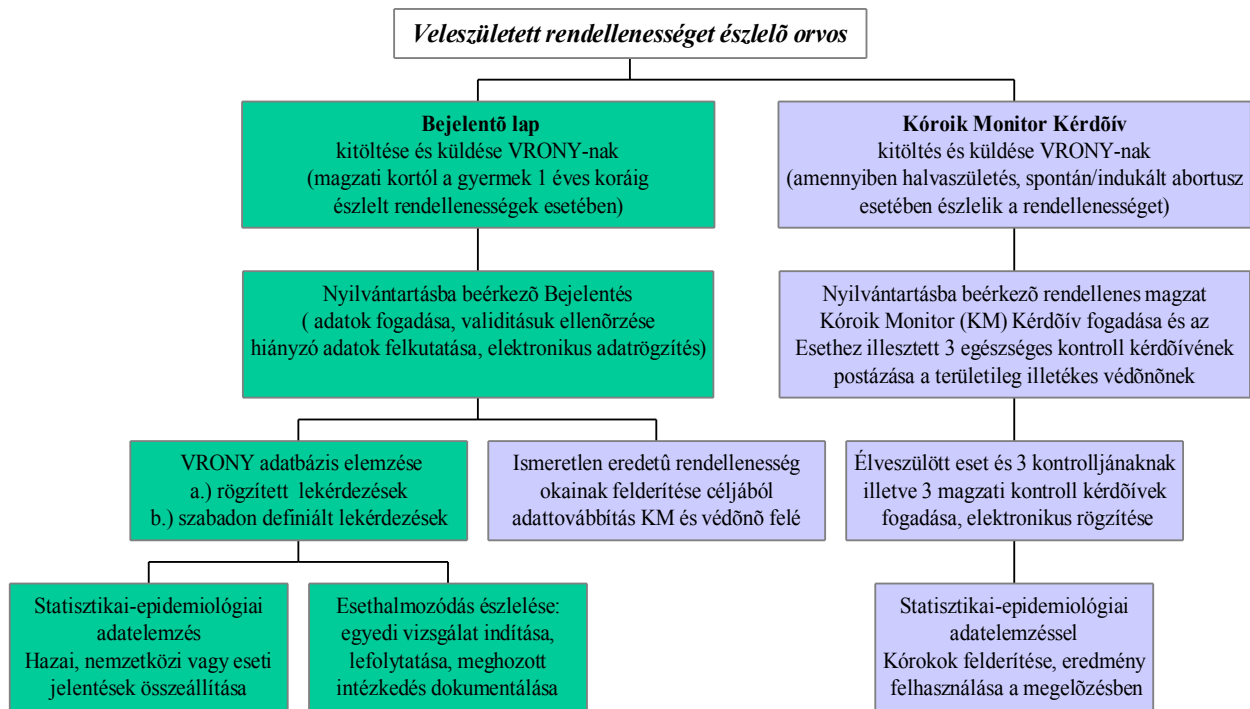 Veleszületett rendellenességet észlelõ orvos
Bejelentõ lap
kitöltése és küldése VRONY-nak
(magzati kortól a gyermek 1 éves koráig
észlelt rendellenességek esetében)
Kóroik Monitor Kérdõív
kitöltés és küldése VRONY-nak
(amennyiben halvaszületés, spontán/indukált abortusz
esetében észlelik a rendellenességet)
Nyilvántartásba beérkezõ Bejelentés
( adatok fogadása, validitásuk ellenõrzése
hiányzó adatok felkutatása, elektronikus adatrögzítés)
Nyilvántartásba beérkezõ rendellenes magzat
Kóroik Monitor (KM) Kérdõív fogadása és az
Esethez illesztett 3 egészséges kontroll kérdõívének
postázása a területileg illetékes védõnõnek
VRONY adatbázis elemzése
a.) rögzített lekérdezések
b.) szabadon definiált lekérdezések
Ismeretlen eredetû rendellenesség
okainak felderítése céljából
adattovábbítás KM és védõnõ felé
Élveszülött eset és 3 kontrolljánaknak
illetve 3 magzati kontroll kérdõívek
fogadása, elektronikus rögzítése
Statisztikai-epidemiológiai
adatelemzés
Hazai, nemzetközi vagy eseti
jelentések összeállítása
Esethalmozódás észlelése:
egyedi vizsgálat indítása,
lefolytatása, meghozott
intézkedés dokumentálása
Statisztikai-epidemiológiai
adatelemzéssel
Kórokok felderítése, eredmény
felhasználása a megelõzésben